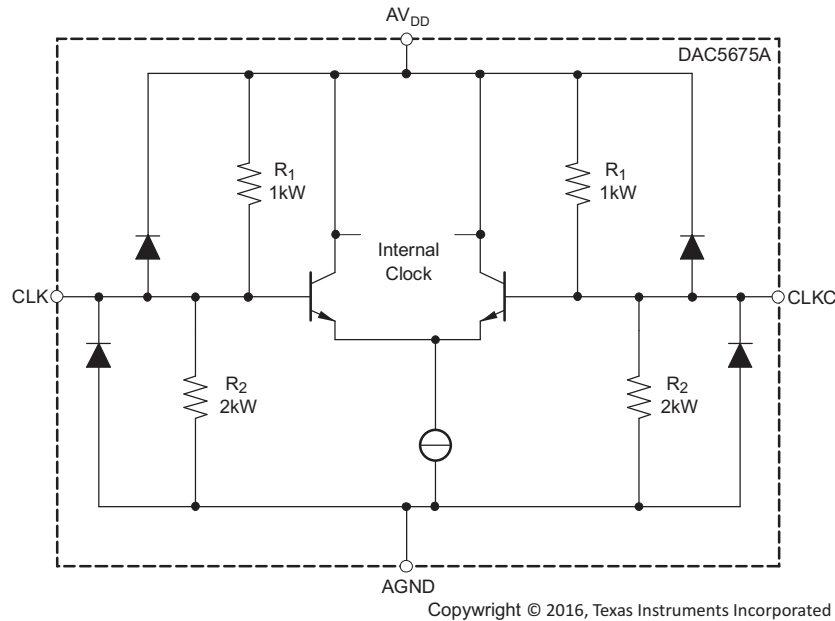 AVDD
DAC5675A
R1
1kW
R1
1kW
Internal
Clock
CLK
CLKC
R2
2kW
R2
2kW
AGND
Copywright © 2016, Texas Instruments Incorporated